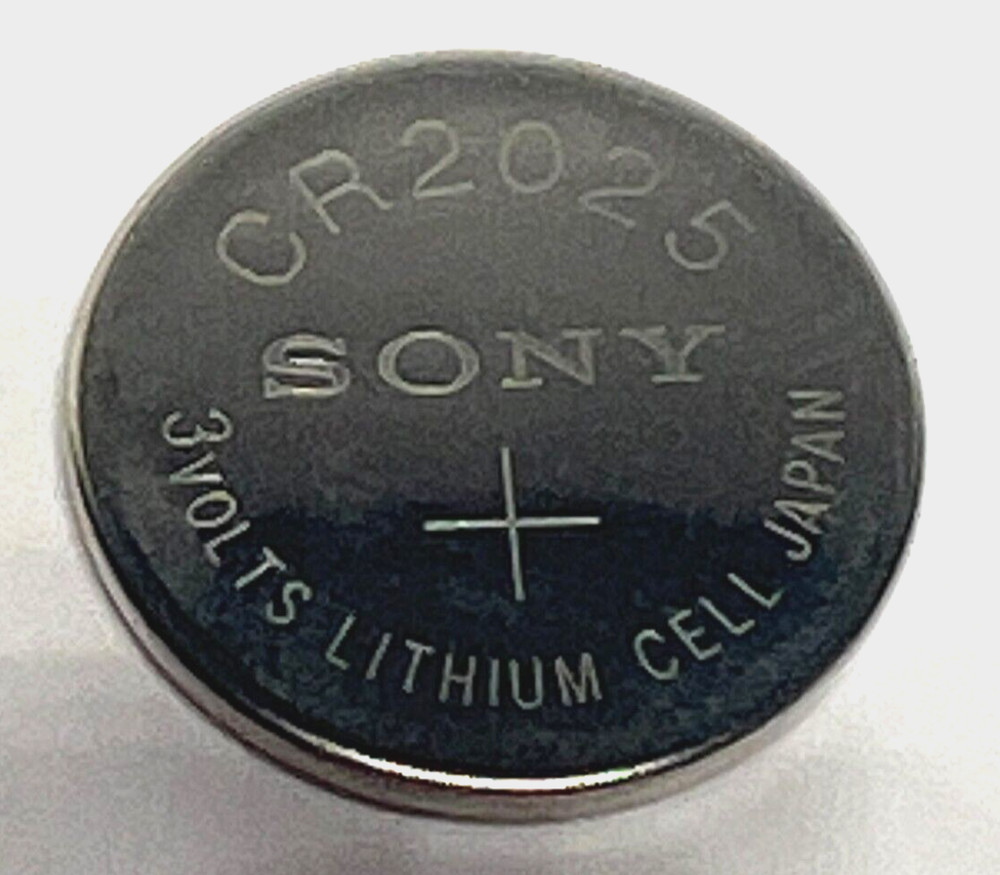 CR2025
SONY
+
3VOLTS LITHIUM CELL JAPAN